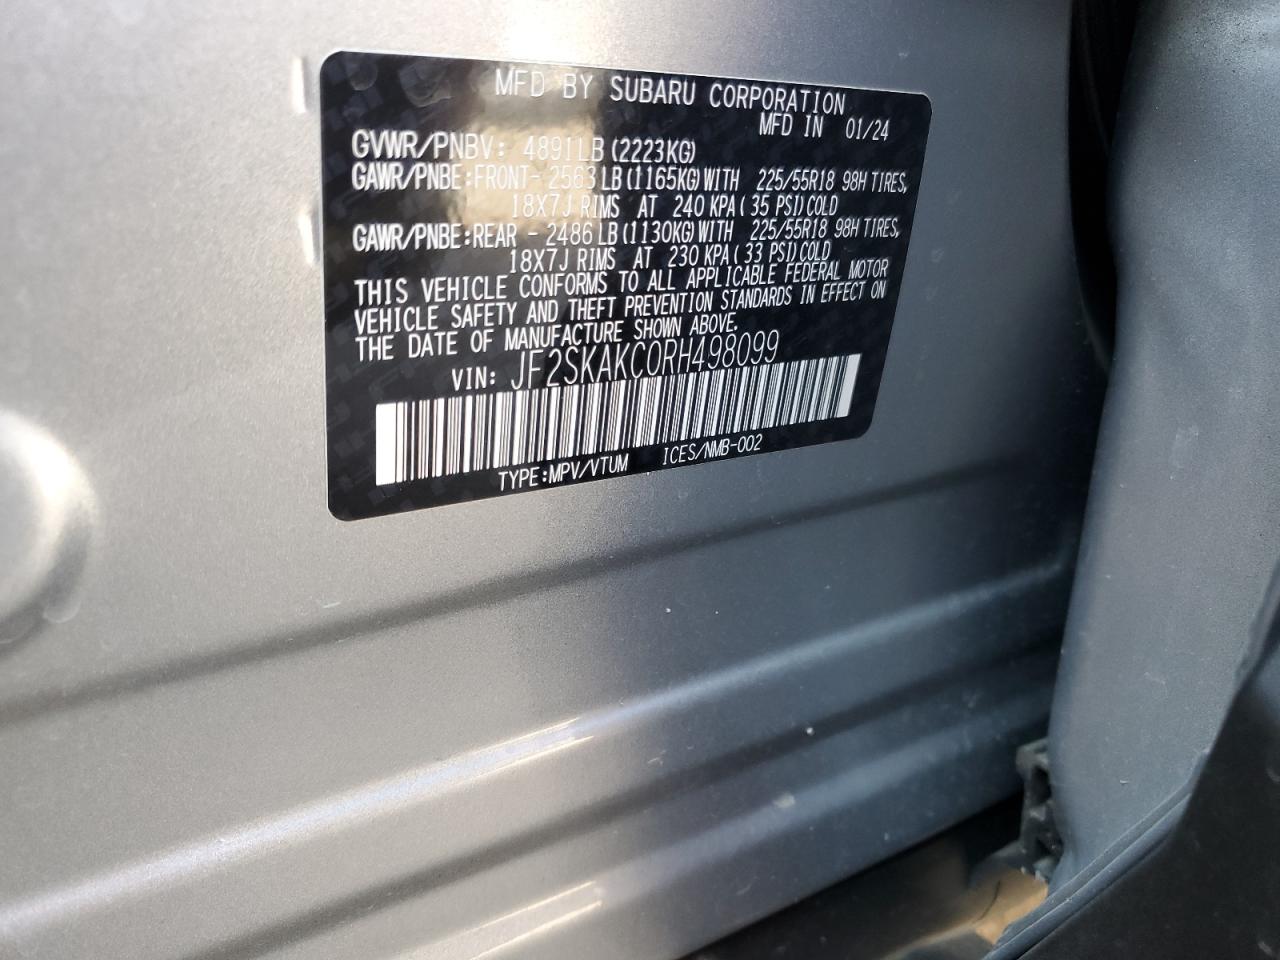 MFD BY SUBARU CORPORATION
MFD IN 01/24
GVWR/PNBV: 4891LB (2223KG)
GAWR/PNBE:FRONT- 2563 LB (1165KG) WITH 225/55R18 98H TIRES,
18X7J RIMS AT 240 KPA ( 35 PSI) COLD
GAWR/PNBE:REAR - 2486 LB (1130KG) WITH 225/55R18 98H TIRES,
18X7J RIMS AT 230 KPA ( 33 PSI) COLD
THIS VEHICLE CONFORMS TO ALL APPLICABLE FEDERAL MOTOR
VEHICLE SAFETY AND THEFT PREVENTION STANDARDS IN EFFECT ON
THE DATE OF MANUFACTURE SHOWN ABOVE.
VIN: JF2SKAKC0RH498099
TYPE:MPV/VTUM ICES/NMB-002